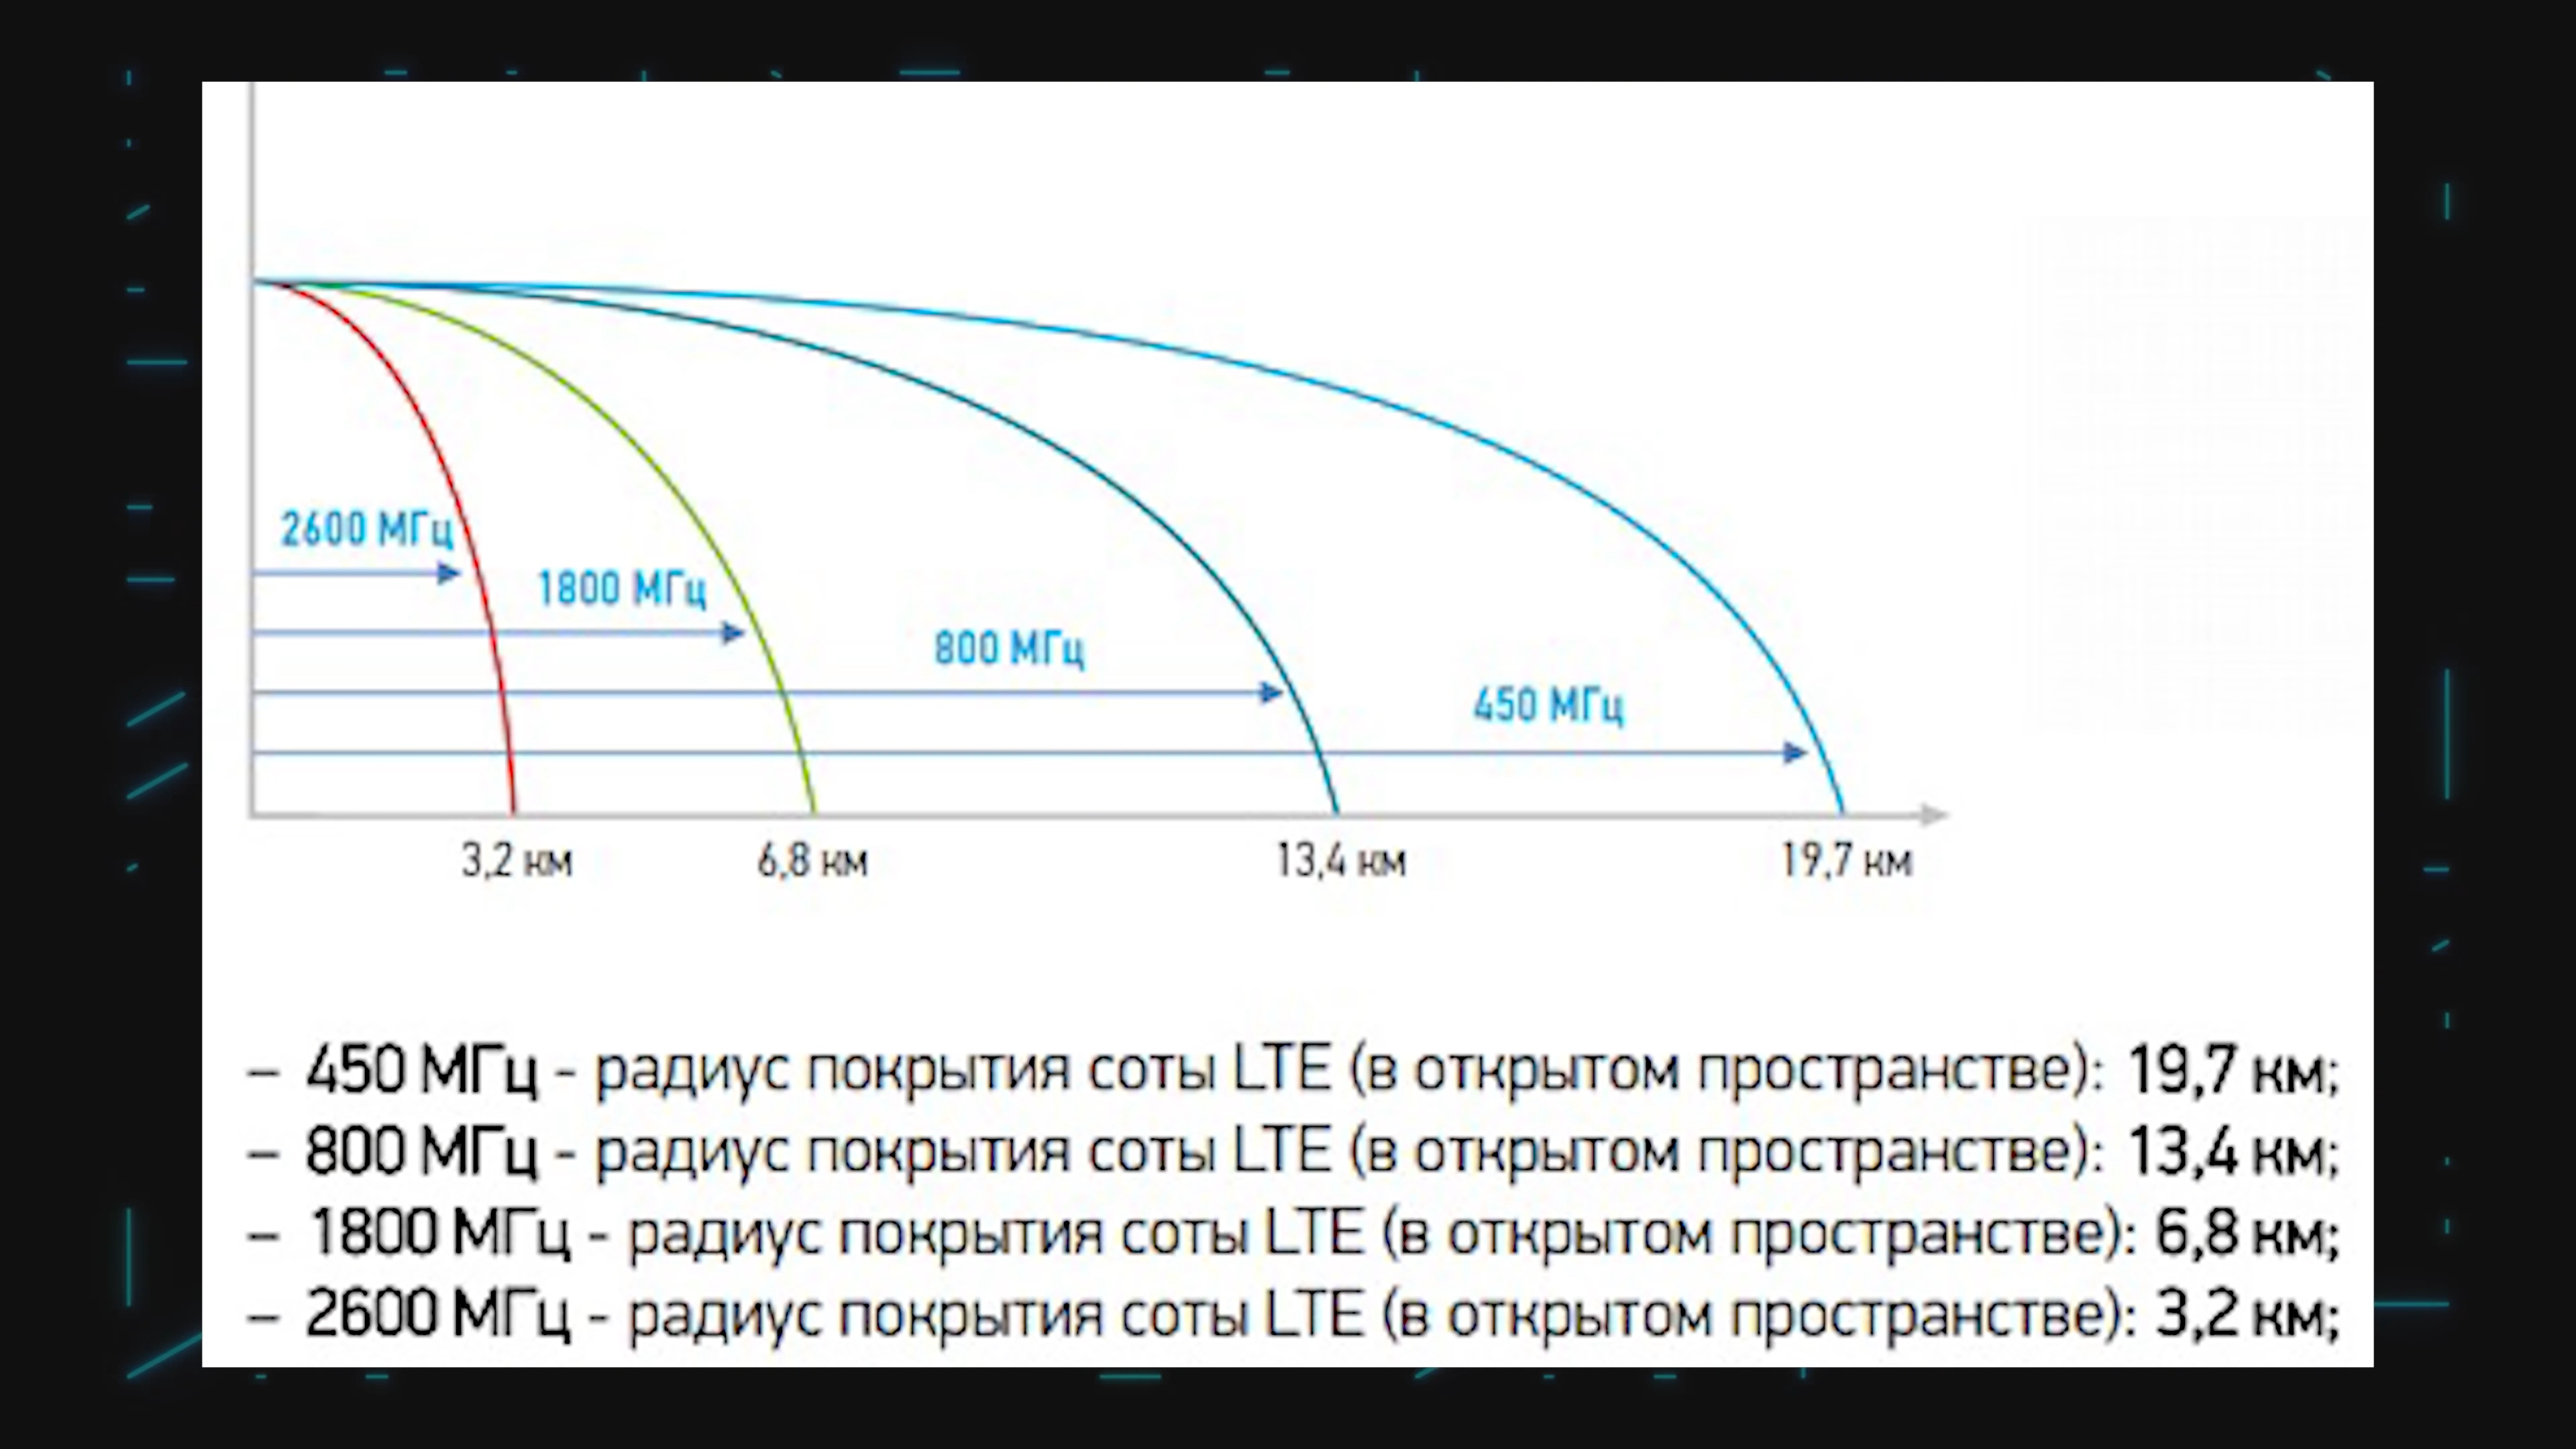 2600 МГц
1800 МГц
800 МГц
450 МГц
3,2 км
6,8 км
13,4 км
19,7 км
– 450 МГц - радиус покрытия соты LTE (в открытом пространстве): 19,7 км;
– 800 МГц - радиус покрытия соты LTE (в открытом пространстве): 13,4 км;
– 1800 МГц - радиус покрытия соты LTE (в открытом пространстве): 6,8 км;
– 2600 МГц - радиус покрытия соты LTE (в открытом пространстве): 3,2 км;